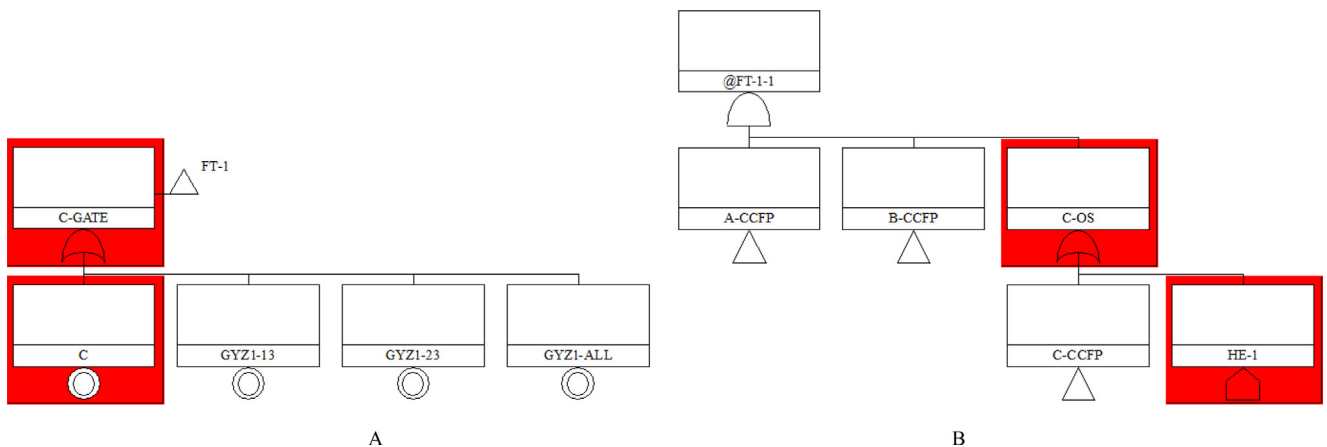 @FT-1-1
FT-1
C-GATE
A-CCFP
B-CCFP
C-OS
C
GYZ1-13
GYZ1-23
GYZ1-ALL
C-CCFP
HE-1
A
B